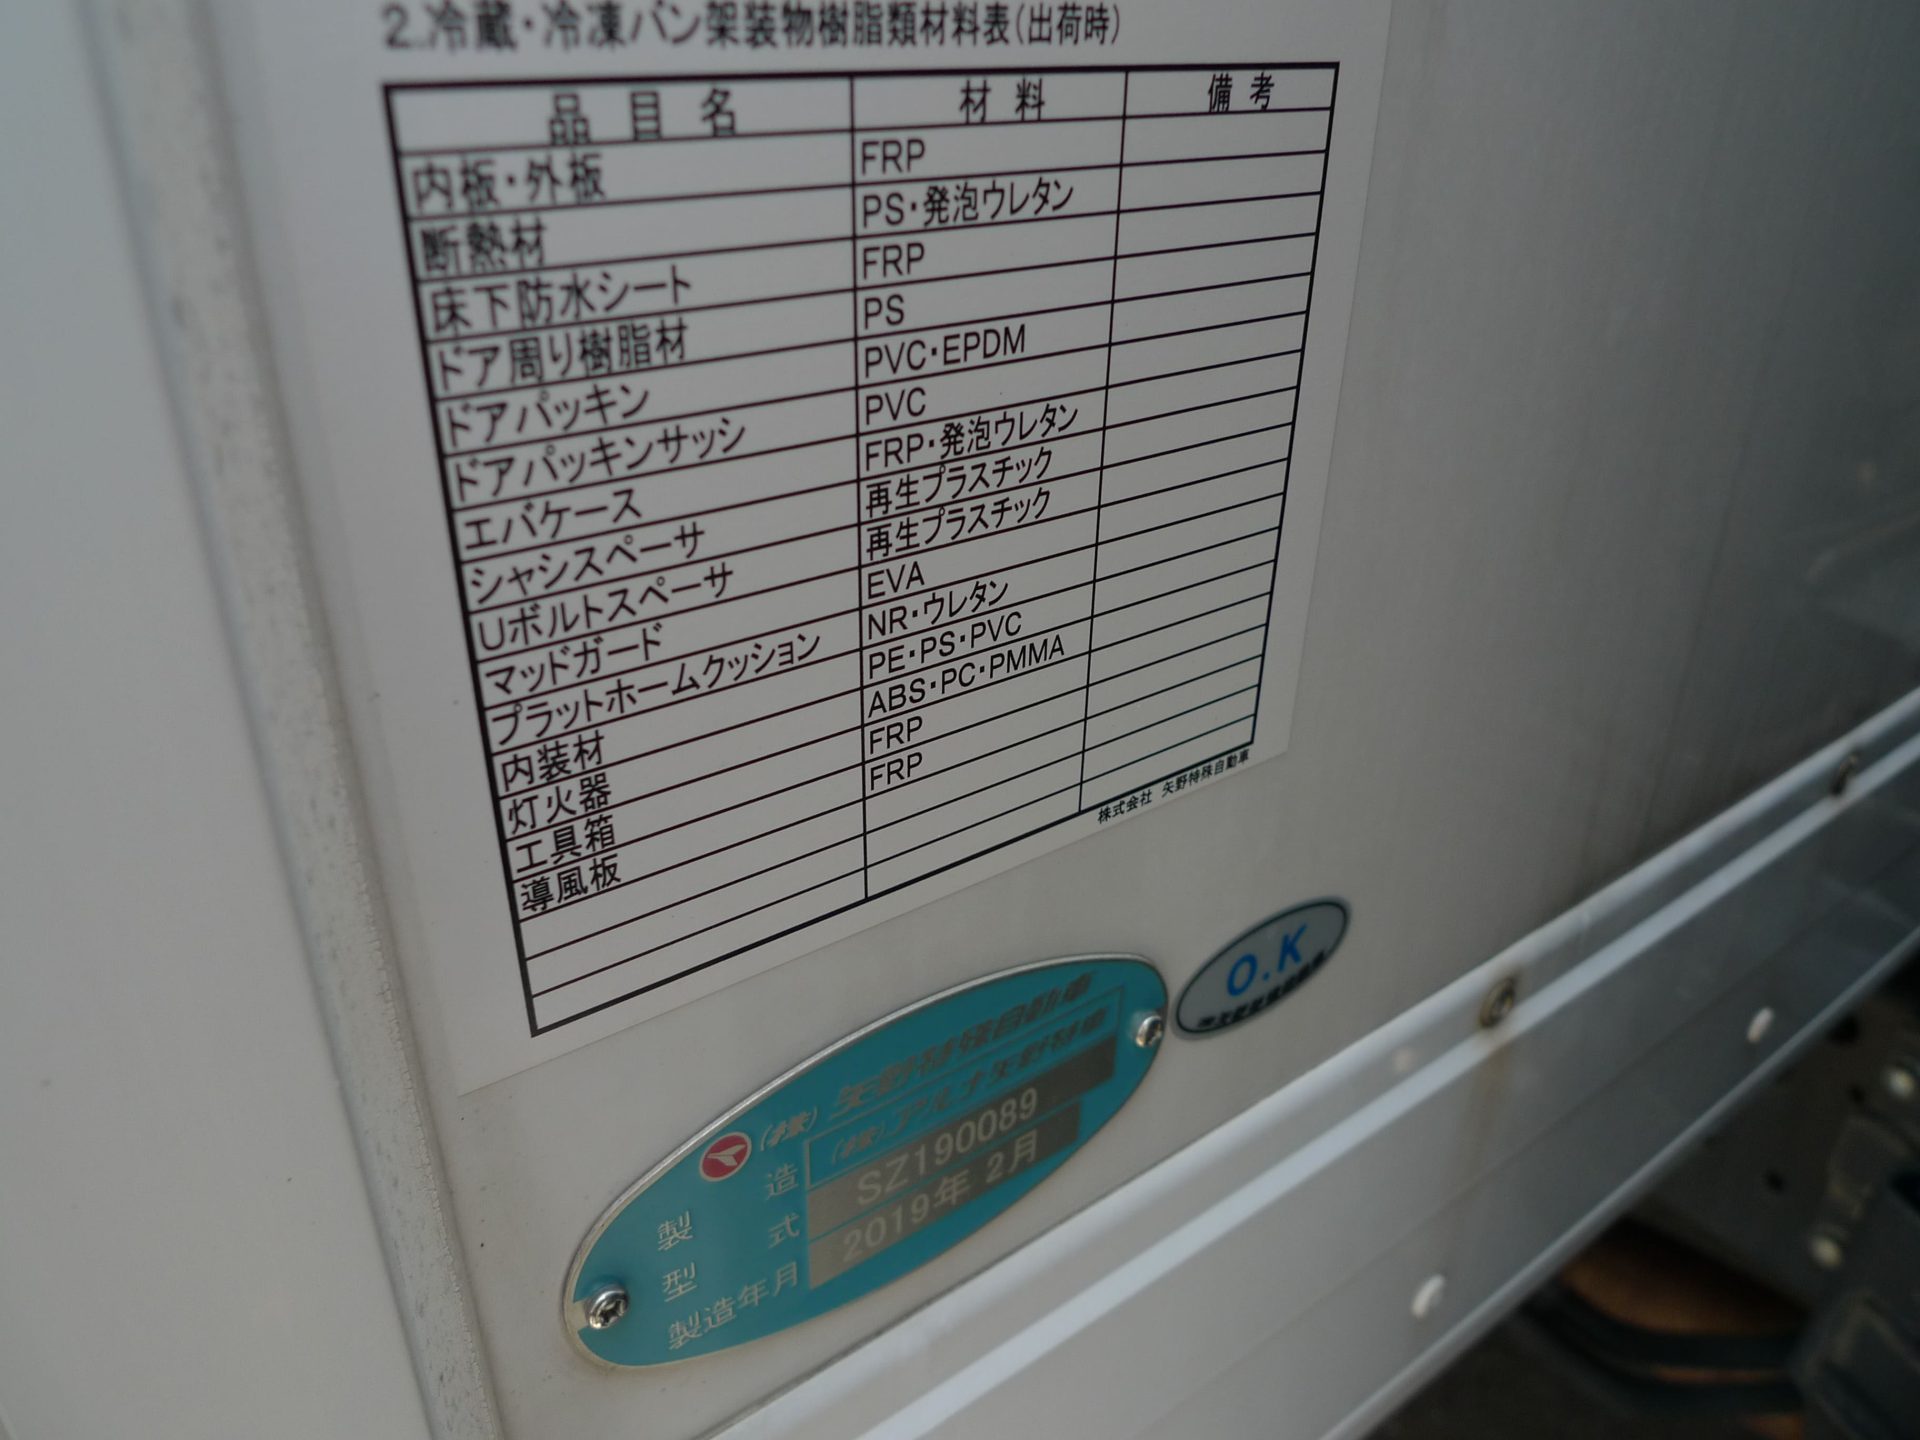 2.冷蔵・冷凍バン架装物樹脂類材料表(出荷時)
品目名 材料 備考
内板・外板 FRP
断熱材 PS・発泡ウレタン
床下防水シート FRP
ドア周り樹脂材 PS
ドアパッキン PVC・EPDM
ドアパッキンサッシ PVC
エバケース FRP・発泡ウレタン
シャシスペーサ 再生プラスチック
Uボルトスペーサ 再生プラスチック
マッドガード EVA
プラットホームクッション NR・ウレタン
内装材 PE・PS・PVC
灯火器 ABS・PC・PMMA
工具箱 FRP
導風板 FRP
株式会社 矢野特殊自動車
O.K
(株)矢野特殊自動車
製造 (株)アルナ矢野特車
型式 SZ190089
製造年月 2019年 2月